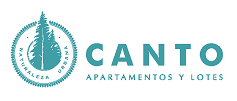 NATURALEZA URBANA
CANTO
APARTAMENTOS Y LOTES